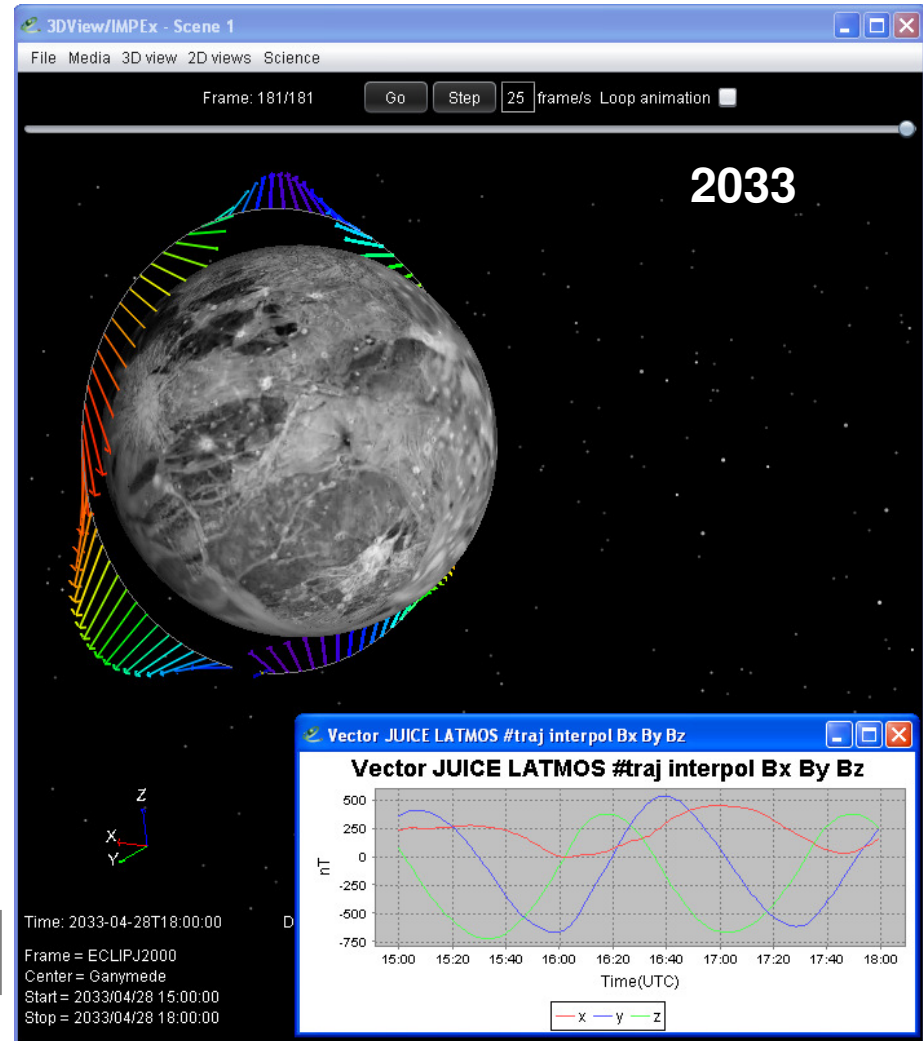 3DView/IMPEx - Scene 1
File Media 3D view 2D views Science
Frame: 181/181 Go Step 25 frame/s Loop animation
2033
Z
X
Y
Time: 2033-04-28T18:00:00 D
Frame = ECLIPJ2000
Center = Ganymede
Start = 2033/04/28 15:00:00
Stop = 2033/04/28 18:00:00
Vector JUICE LATMOS #traj interpol Bx By Bz
Vector JUICE LATMOS #traj interpol Bx By Bz
500
250
0
-250
-500
-750
nT
15:00 15:20 15:40 16:00 16:20 16:40 17:00 17:20 17:40 18:00
Time(UTC)
x y z